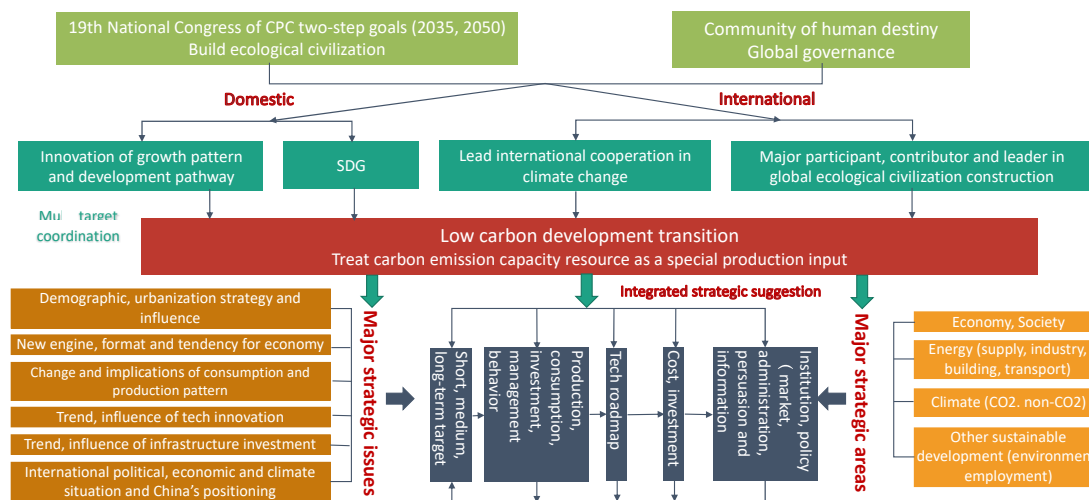 19th National Congress of CPC two-step goals (2035, 2050)
Build ecological civilization
Community of human destiny
Global governance
Domestic
International
Innovation of growth pattern
and development pathway
SDG
Lead international cooperation in
climate change
Major participant, contributor and leader in
global ecological civilization construction
target
coordination
Low carbon development transition
Treat carbon emission capacity resource as a special production input
Integrated strategic suggestion
Major strategic issues
Demographic, urbanization strategy and
influence
New engine, format and tendency for economy
Change and implications of consumption and
production pattern
Trend, influence of tech innovation
Trend, influence of infrastructure investment
International political, economic and climate
situation and China's positioning
Short, medium,
long-term target
Production,
consumption,
investment,
management
behavior
Tech roadmap
Cost, investment
Institution, policy
( market,
administration,
persuasion and
information
Major strategic areas
Economy, Society
Energy (supply, industry,
building, transport)
Climate (CO2. non-CO2)
Other sustainable
development (environment
employment)